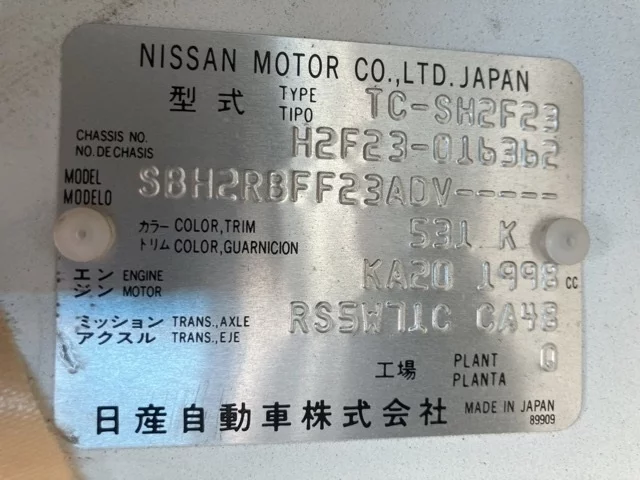 NISSAN MOTOR CO.,LTD. JAPAN
型式 TYPE TIPO TC-SH2F23
CHASSIS NO. NO.DE CHASIS H2F23-016362
MODEL MODELO SBH2RBFF23ADV-----
カラー COLOR,TRIM
トリム COLOR,GUARNICION 531 K
エンジン ENGINE MOTOR KA20 1998 cc
ミッション TRANS.,AXLE
アクスル TRANS.,EJE RS5W71C CA48
工場 PLANT PLANTA Q
日産自動車株式会社 MADE IN JAPAN
89909